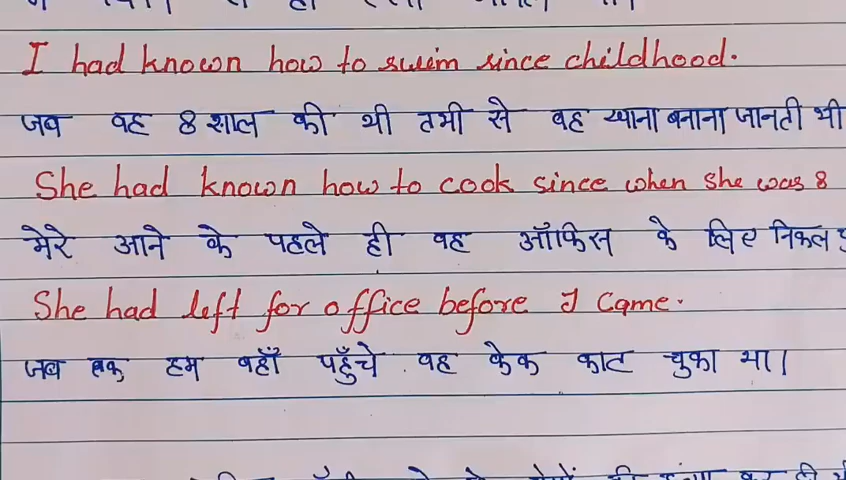 I had known how to swim since childhood.
जब वह 8 शाल की थी तभी से वह खाना बनाना जानती थी
She had known how to cook since when she was 8
मेरे आने के पहले ही वह ऑफिस के लिए निकल
She had left for office before I came.
जब तक हम वहाँ पहुँचे वह केक काट चुका था।